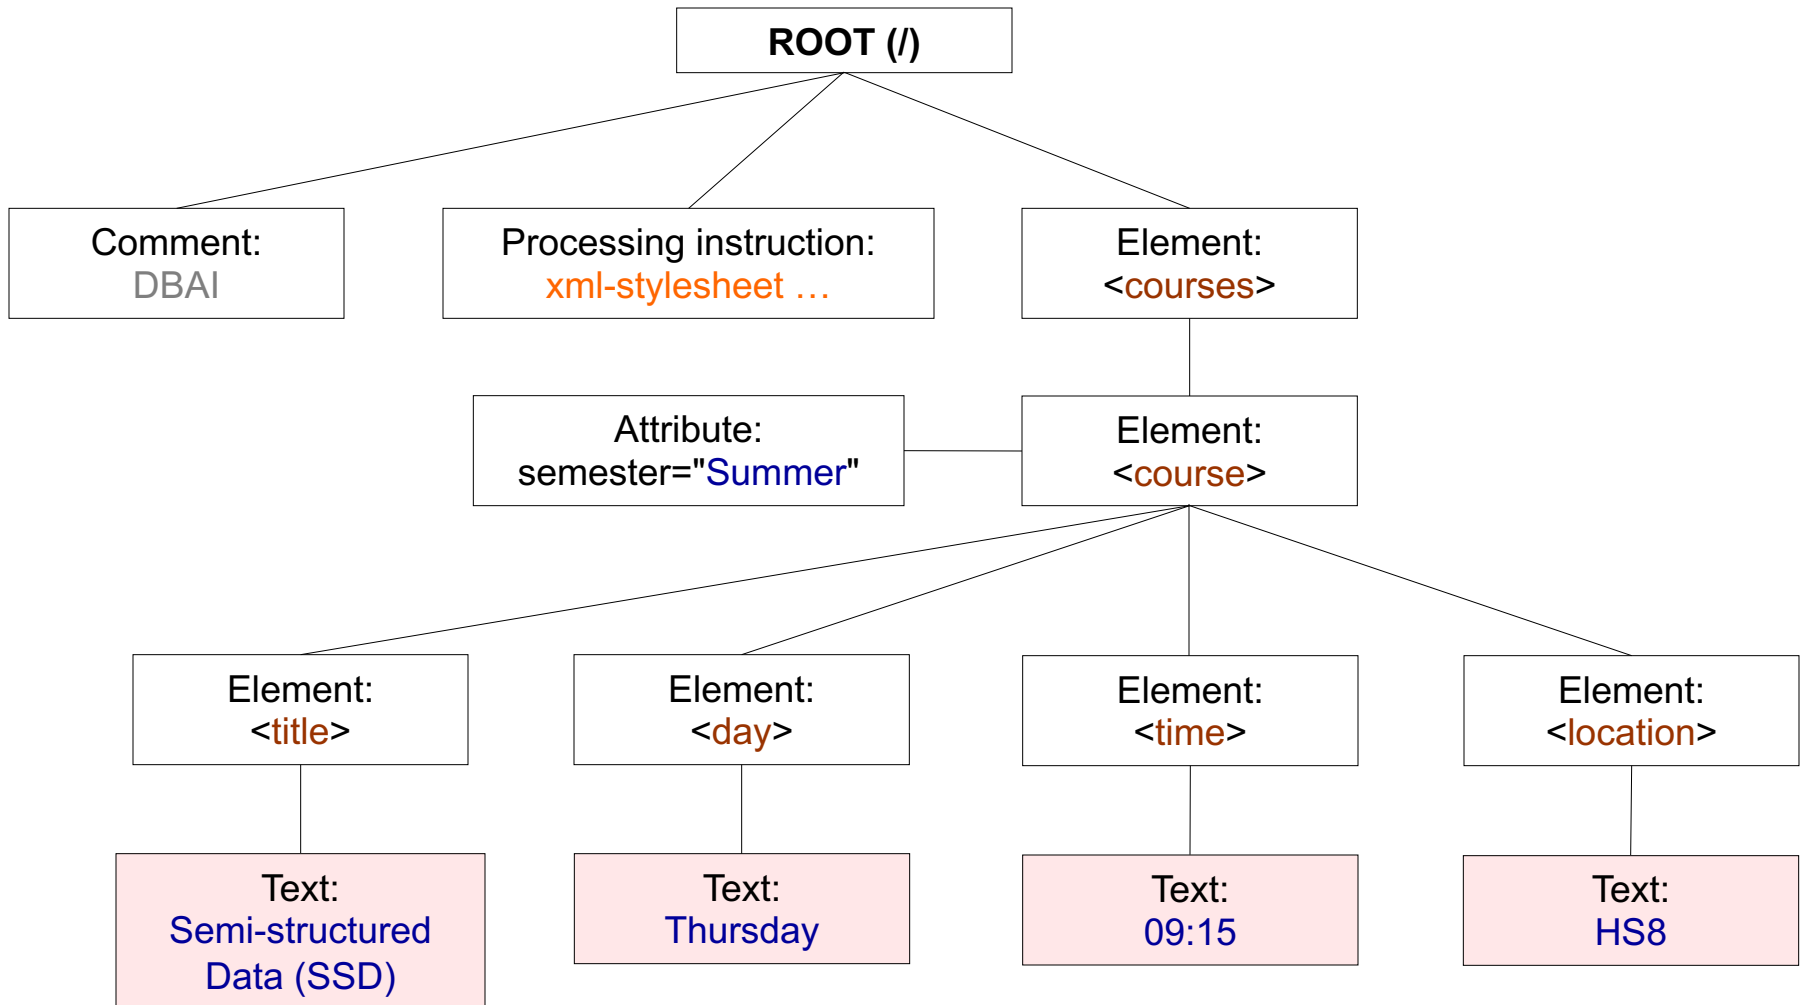 ROOT (/)
Comment:
DBAI
Processing instruction:
xml-stylesheet …
Element:
<courses>
Attribute:
semester="Summer"
Element:
<course>
Element:
<title>
Element:
<day>
Element:
<time>
Element:
<location>
Text:
Semi-structured
Data (SSD)
Text:
Thursday
Text:
09:15
Text:
HS8